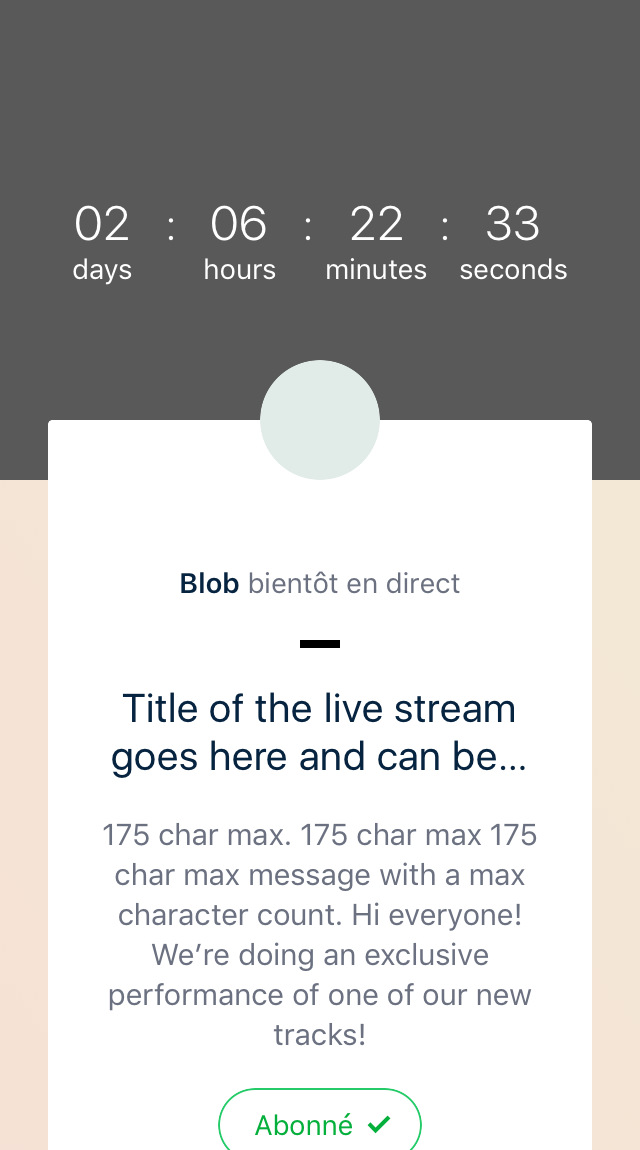 02 : 06 : 22 : 33
days hours minutes seconds
Blob bientôt en direct
Title of the live stream
goes here and can be...
175 char max. 175 char max 175
char max message with a max
character count. Hi everyone!
We’re doing an exclusive
performance of one of our new
tracks!
Abonné